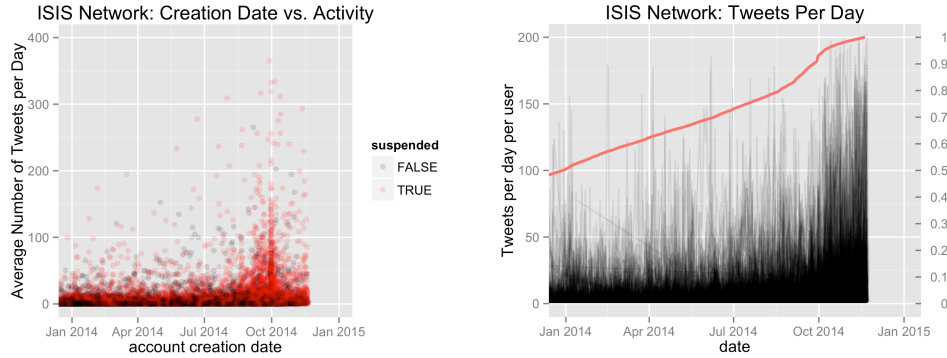 ISIS Network: Creation Date vs. Activity
Average Number of Tweets per Day
400
300
200
100
0
Jan 2014 Apr 2014 Jul 2014 Oct 2014 Jan 2015
account creation date
suspended
FALSE
TRUE
ISIS Network: Tweets Per Day
Tweets per day per user
200
150
100
50
0
1
0.9
0.8
0.7
0.6
0.5
0.4
0.3
0.2
0.1
0
Jan 2014 Apr 2014 Jul 2014 Oct 2014 Jan 2015
date